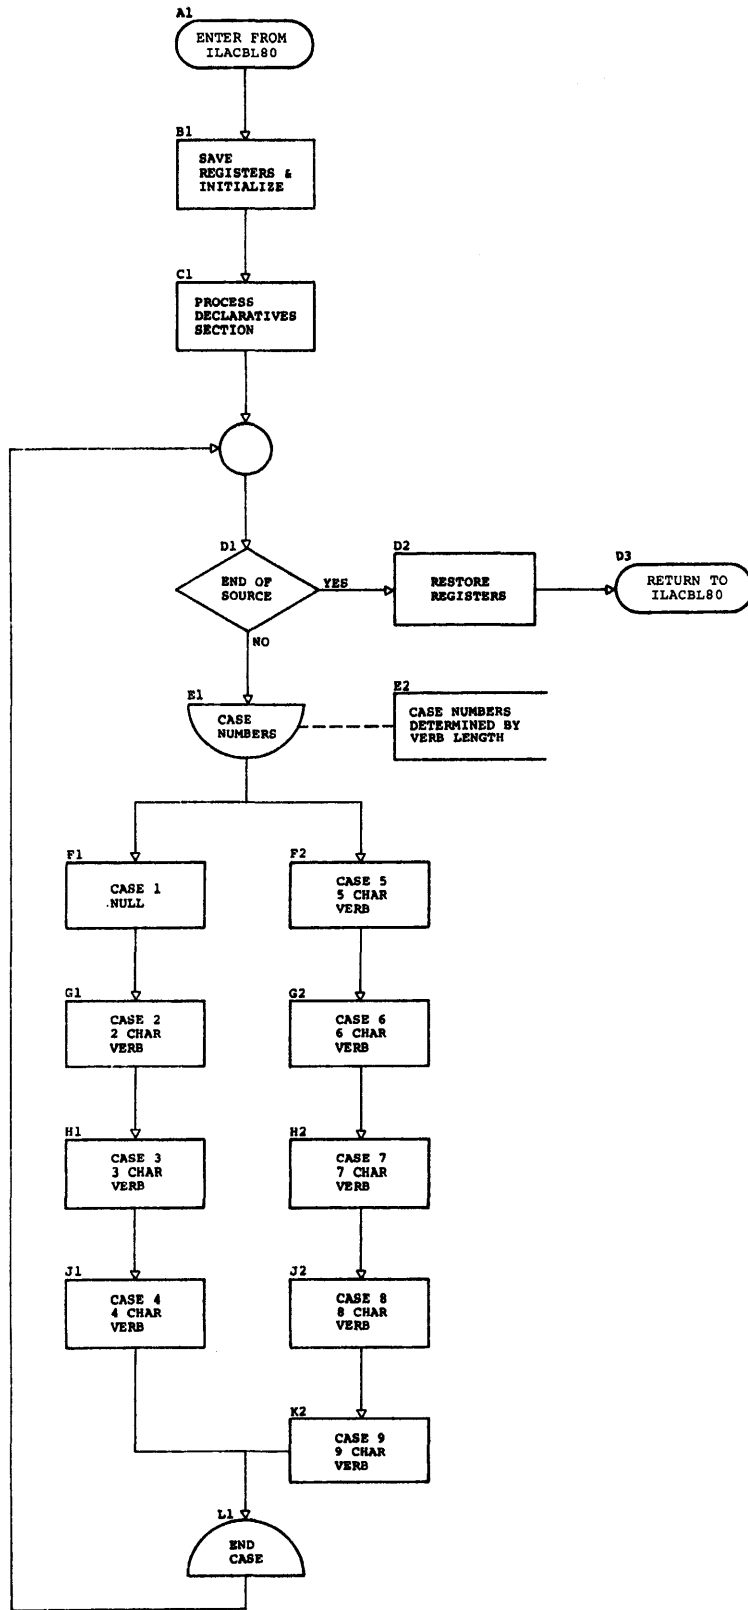 A1
ENTER FROM
ILACBL80
B1
SAVE
REGISTERS &
INITIALIZE
C1
PROCESS
DECLARATIVES
SECTION
D1
END OF
SOURCE
YES
NO
D2
RESTORE
REGISTERS
D3
RETURN TO
ILACBL80
E1
CASE
NUMBERS
E2
CASE NUMBERS
DETERMINED BY
VERB LENGTH
F1
CASE 1
NULL
F2
CASE 5
5 CHAR
VERB
G1
CASE 2
2 CHAR
VERB
G2
CASE 6
6 CHAR
VERB
H1
CASE 3
3 CHAR
VERB
H2
CASE 7
7 CHAR
VERB
J1
CASE 4
4 CHAR
VERB
J2
CASE 8
8 CHAR
VERB
K2
CASE 9
9 CHAR
VERB
L1
END
CASE